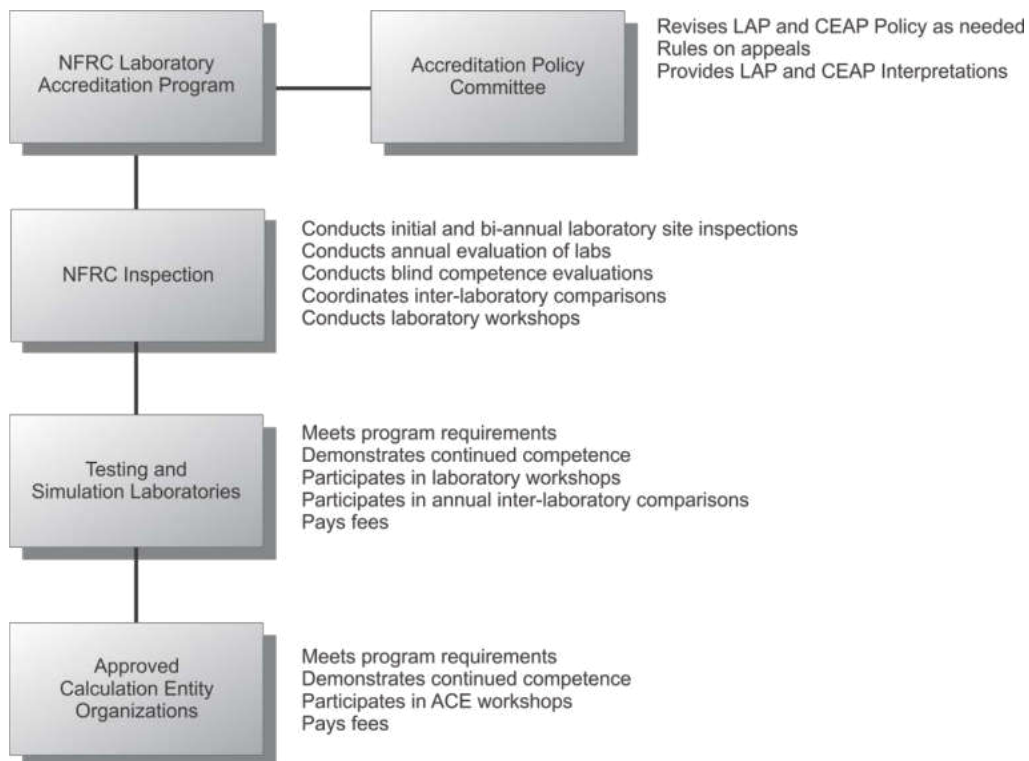 NFRC Laboratory
Accreditation Program
Accreditation Policy
Committee
Revises LAP and CEAP Policy as needed
Rules on appeals
Provides LAP and CEAP Interpretations
NFRC Inspection
Conducts initial and bi-annual laboratory site inspections
Conducts annual evaluation of labs
Conducts blind competence evaluations
Coordinates inter-laboratory comparisons
Conducts laboratory workshops
Testing and
Simulation Laboratories
Meets program requirements
Demonstrates continued competence
Participates in laboratory workshops
Participates in annual inter-laboratory comparisons
Pays fees
Approved
Calculation Entity
Organizations
Meets program requirements
Demonstrates continued competence
Participates in ACE workshops
Pays fees